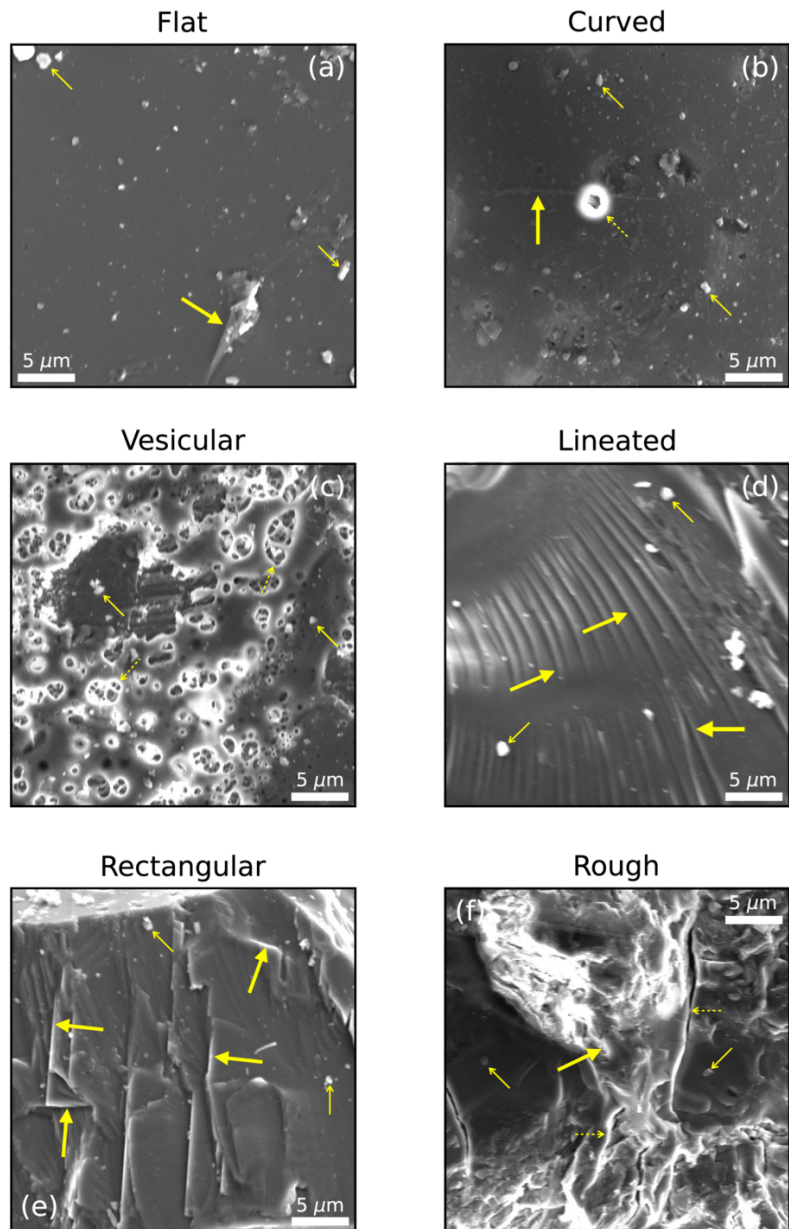 Flat
Curved
(a)
(b)
5 μm
5 μm
Vesicular
Lineated
(c)
(d)
5 μm
5 μm
Rectangular
Rough
(f)
5 μm
(e)
5 μm